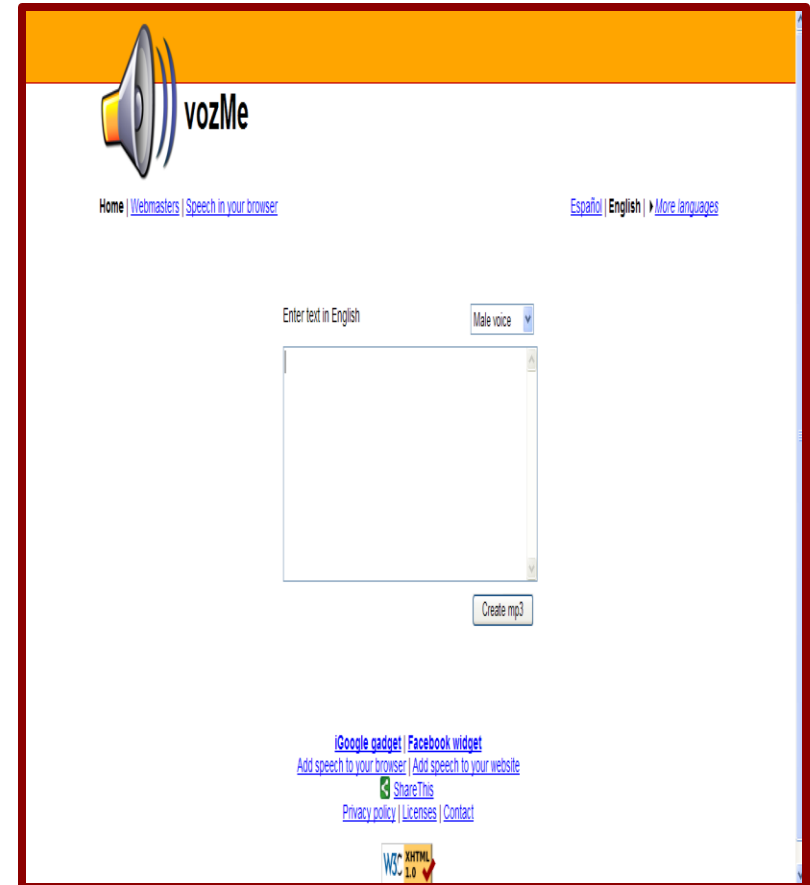 vozMe
Home | Webmasters | Speech in your browser
Español | English | More languages
Enter text in English
Male voice
Create mp3
iGoogle gadget | Facebook widget
Add speech to your browser | Add speech to your website
ShareThis
Privacy policy | Licenses | Contact
W3C XHTML 1.0